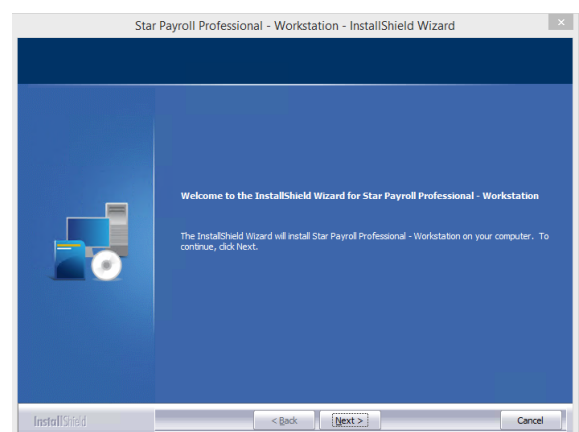 Star Payroll Professional - Workstation - InstallShield Wizard
Welcome to the InstallShield Wizard for Star Payroll Professional - Workstation
The InstallShield Wizard will install Star Payroll Professional - Workstation on your computer. To
continue, click Next.
InstallShield
< Back
Next >
Cancel